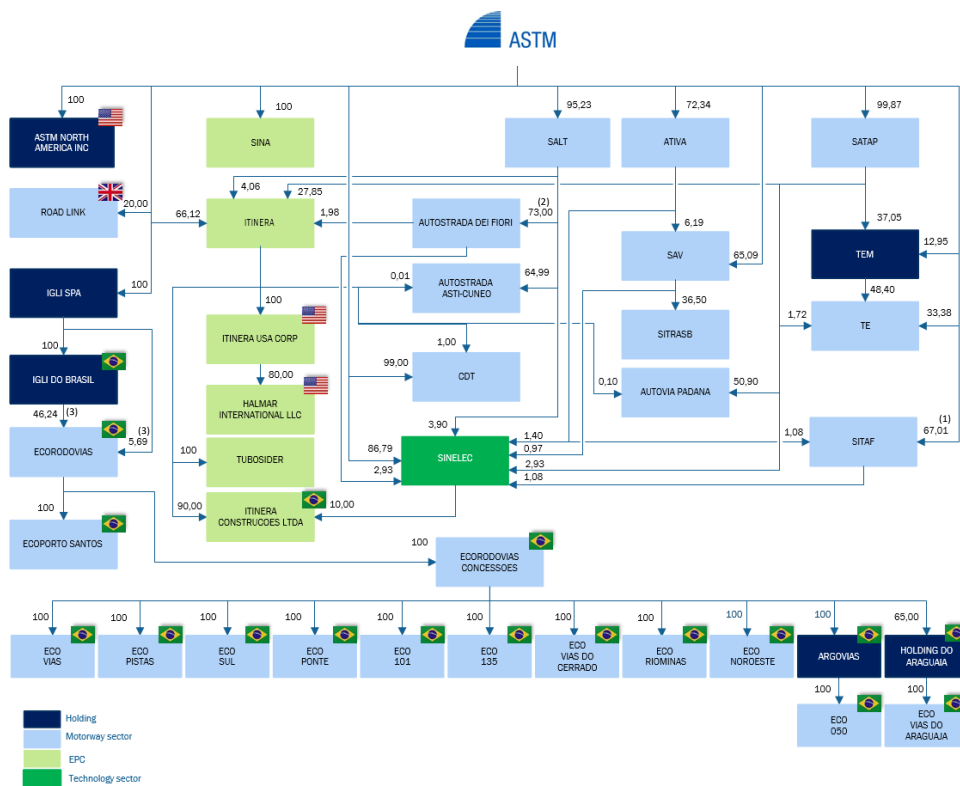 ASTM
100
100
95,23
72,34
99,87
ASTM NORTH
AMERICA INC
SINA
SALT
ATIVA
SATAP
4,06
27,85
ROAD LINK
20,00
66,12
ITINERA
1,98
AUTOSTRADA DEI FIORI
(2)
73,00
6,19
37,05
SAV
65,09
TEM
12,95
IGLI SPA
100
0,01
AUTOSTRADA
ASTI-CUNEO
64,99
100
36,50
48,40
ITINERA USA CORP
SITRASB
1,72
TE
33,38
100
1,00
IGLI DO BRASIL
80,00
99,00
CDT
0,10
AUTOVIA PADANA
50,90
46,24
(3)
HALMAR
INTERNATIONAL LLC
3,90
(1)
ECORODOVIAS
(3)
5,69
100
TUBOSIDER
86,79
SINELEC
1,40
0,97
1,08
SITAF
67,01
2,93
2,93
1,08
100
90,00
ITINERA
CONSTRUCOES LTDA
10,00
ECOPORTO SANTOS
100
ECORODOVIAS
CONCESSOES
100
100
100
100
100
100
100
100
100
100
65,00
ECO
VIAS
ECO
PISTAS
ECO
SUL
ECO
PONTE
ECO
101
ECO
135
ECO
VIAS DO
CERRADO
ECO
RIOMINAS
ECO
NOROESTE
ARGOVIAS
HOLDING DO
ARAGUAIA
100
100
ECO
050
ECO
VIAS DO
ARAGUAJA
Holding
Motorway sector
EPC
Technology sector